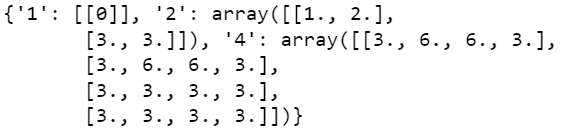 {'1': [[0]], '2': array([[1., 2.],
       [3., 3.]]), '4': array([[3., 6., 6., 3.],
       [3., 6., 6., 3.],
       [3., 3., 3., 3.],
       [3., 3., 3., 3.]])}